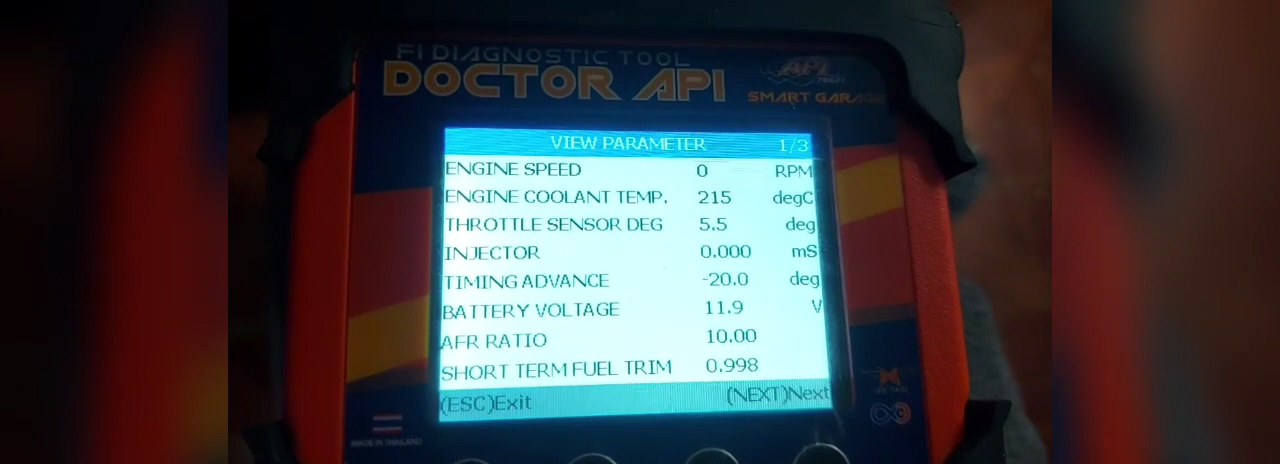 FI DIAGNOSTIC TOOL
DOCTOR API
API
TECH
SMART GARAGE
VIEW PARAMETER 1/3
ENGINE SPEED 0 RPM
ENGINE COOLANT TEMP. 215 degC
THROTTLE SENSOR DEG 5.5 deg
INJECTOR 0.000 mS
TIMING ADVANCE -20.0 deg
BATTERY VOLTAGE 11.9 V
AFR RATIO 10.00
SHORT TERM FUEL TRIM 0.998
(ESC)Exit (NEXT)Next
MADE IN THAILAND